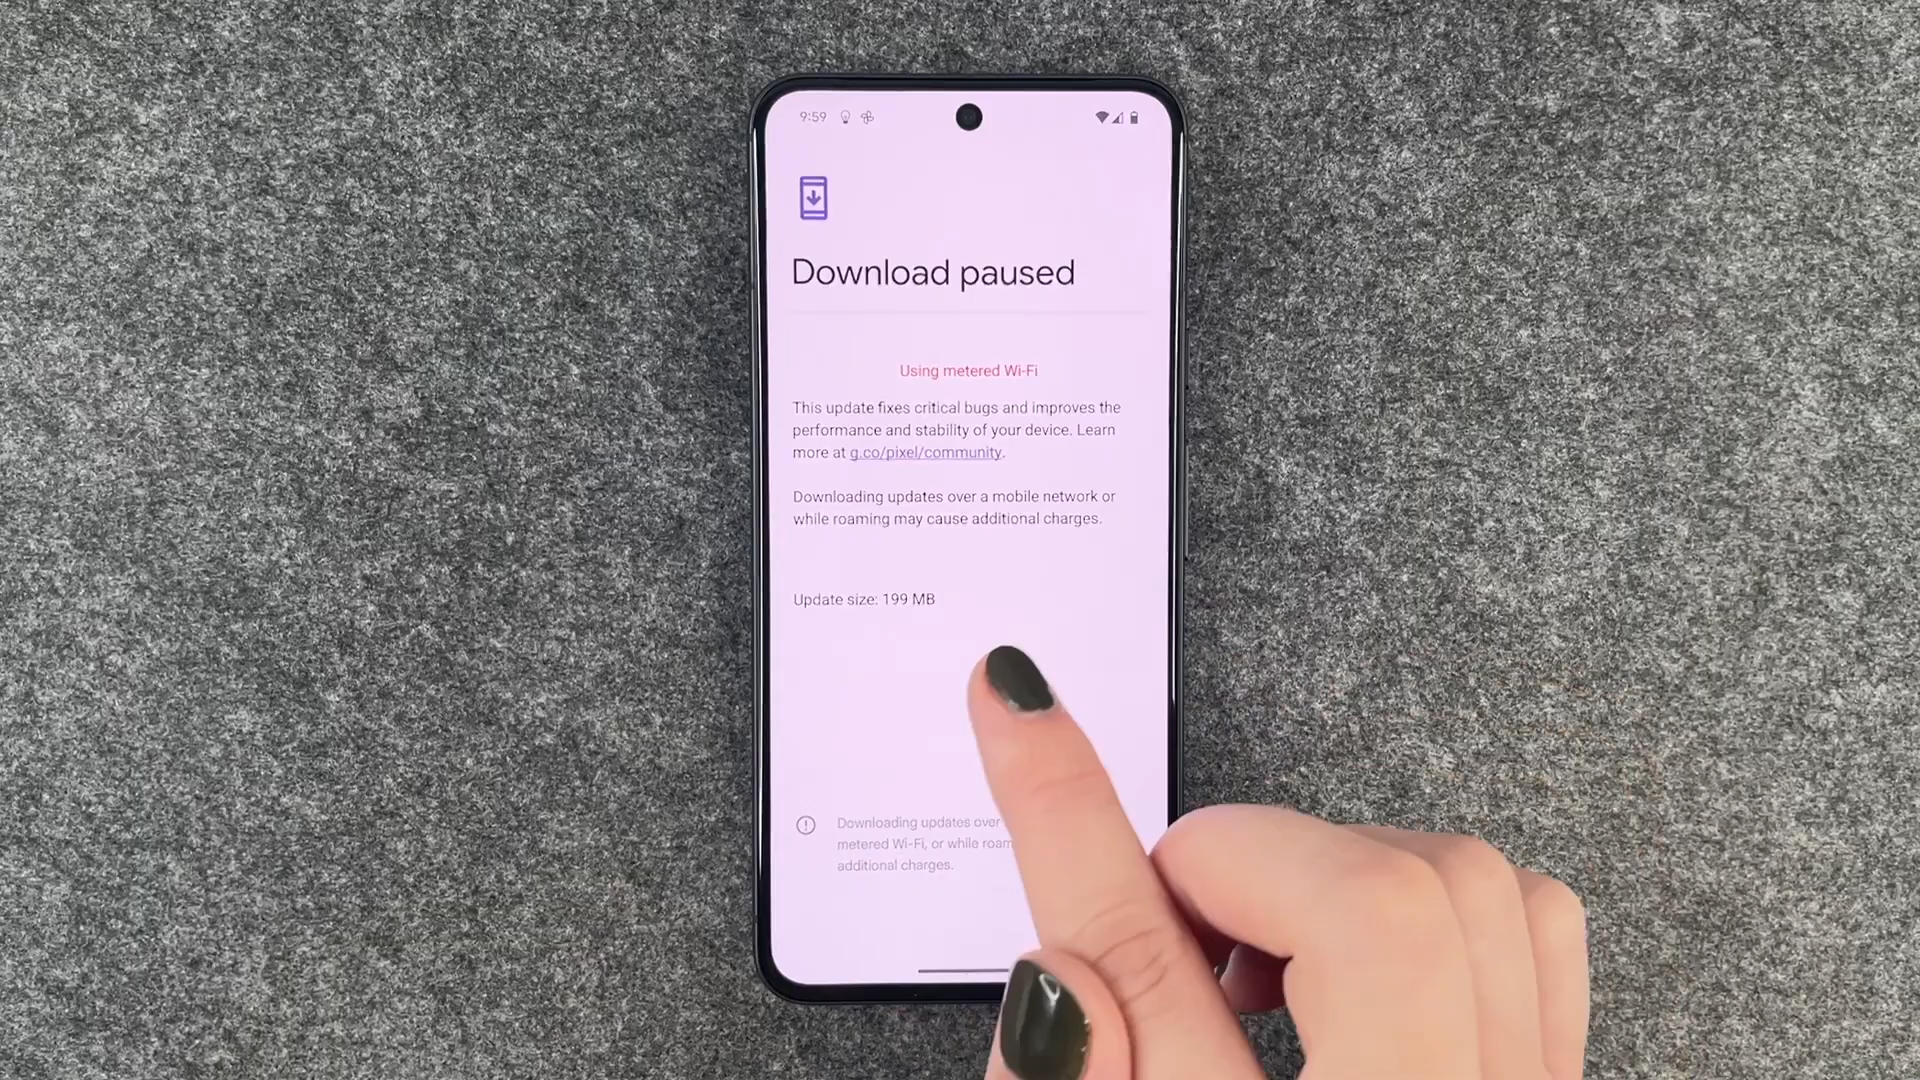 9:59
Download paused
Using metered Wi-Fi
This update fixes critical bugs and improves the
performance and stability of your device. Learn
more at g.co/pixel/community.
Downloading updates over a mobile network or
while roaming may cause additional charges.
Update size: 199 MB
Downloading updates over
metered Wi-Fi, or while roam
additional charges.